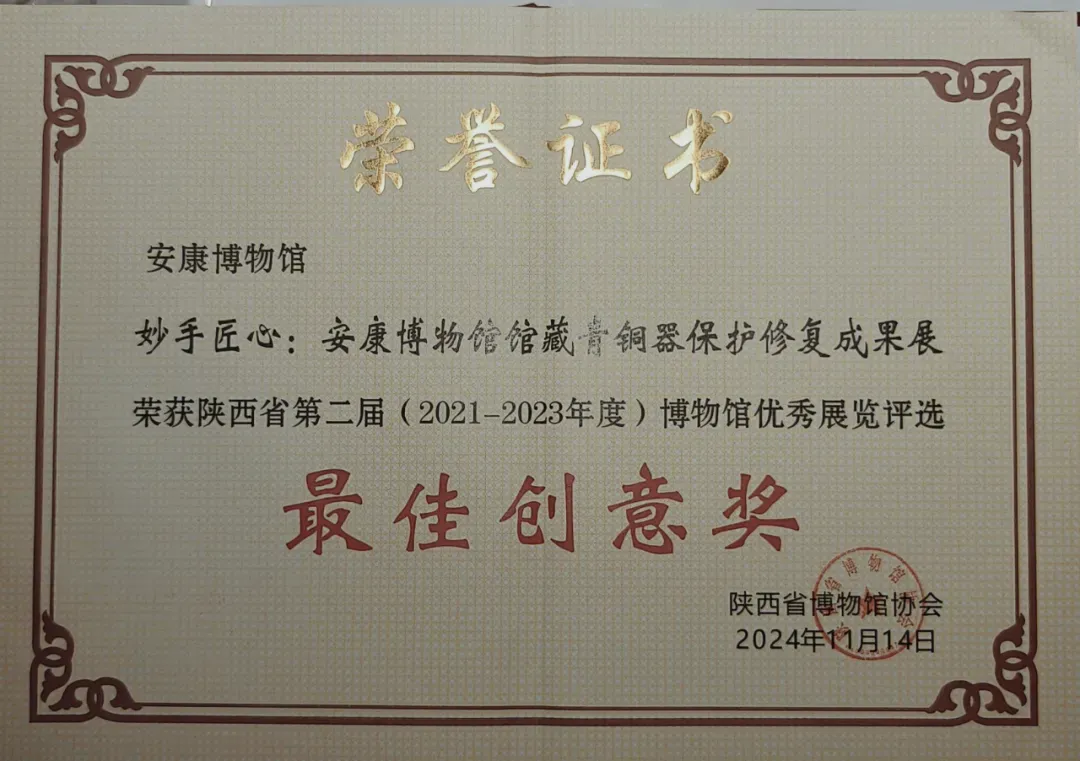 荣誉证书
安康博物馆
妙手匠心：安康博物馆馆藏青铜器保护修复成果展
荣获陕西省第二届（2021-2023年度）博物馆优秀展览评选
最佳创意奖
陕西省博物馆协会
2024年11月14日